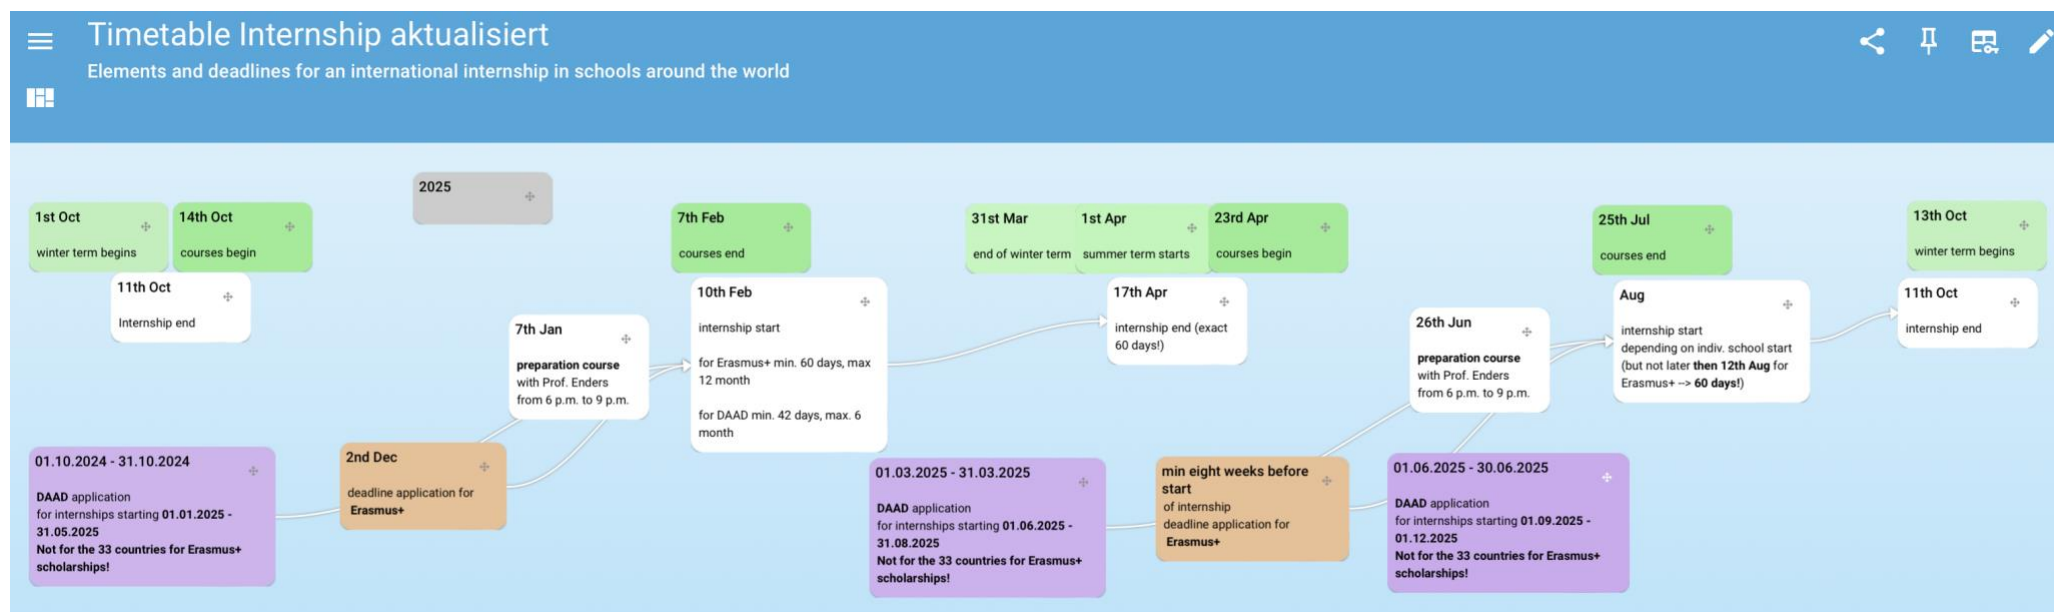 Timetable Internship aktualisiert
Elements and deadlines for an international internship in schools around the world
2025
1st Oct
winter term begins
14th Oct
courses begin
11th Oct
Internship end
7th Feb
courses end
31st Mar
end of winter term
1st Apr
summer term starts
23rd Apr
courses begin
25th Jul
courses end
13th Oct
winter term begins
7th Jan
preparation course
with Prof. Enders
from 6 p.m. to 9 p.m.
10th Feb
internship start
for Erasmus+ min. 60 days, max
12 month
for DAAD min. 42 days, max. 6
month
17th Apr
internship end (exact
60 days!)
26th Jun
preparation course
with Prof. Enders
from 6 p.m. to 9 p.m.
Aug
internship start
depending on indiv. school start
(but not later then 12th Aug for
Erasmus+ --> 60 days!)
11th Oct
internship end
01.10.2024 - 31.10.2024
DAAD application
for internships starting 01.01.2025 -
31.05.2025
Not for the 33 countries for Erasmus+
scholarships!
2nd Dec
deadline application for
Erasmus+
01.03.2025 - 31.03.2025
DAAD application
for internships starting 01.06.2025 -
31.08.2025
Not for the 33 countries for Erasmus+
scholarships!
min eight weeks before
start
of internship
deadline application for
Erasmus+
01.06.2025 - 30.06.2025
DAAD application
for internships starting 01.09.2025 -
01.12.2025
Not for the 33 countries for Erasmus+
scholarships!